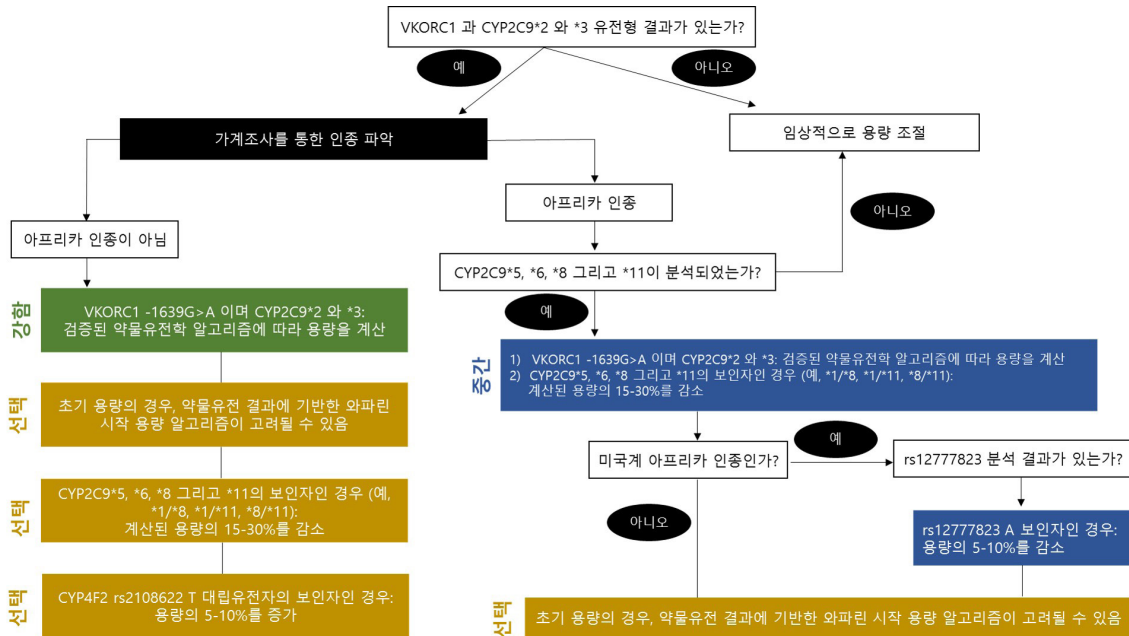 VKORC1 과 CYP2C9*2 와 *3 유전형 결과가 있는가?
예
아니오
가계조사를 통한 인종 파악
임상적으로 용량 조절
아프리카 인종
아니오
아프리카 인종이 아님
CYP2C9*5, *6, *8 그리고 *11이 분석되었는가?
예
강함
VKORC1 -1639G>A 이며 CYP2C9*2 와 *3:
검증된 약물유전학 알고리즘에 따라 용량을 계산
중간
1) VKORC1 -1639G>A 이며 CYP2C9*2 와 *3: 검증된 약물유전학 알고리즘에 따라 용량을 계산
2) CYP2C9*5, *6, *8 그리고 *11의 보인자인 경우 (예, *1/*8, *1/*11, *8/*11):
계산된 용량의 15-30%를 감소
선택
초기 용량의 경우, 약물유전 결과에 기반한 와파린
시작 용량 알고리즘이 고려될 수 있음
예
미국계 아프리카 인종인가?
rs12777823 분석 결과가 있는가?
선택
CYP2C9*5, *6, *8 그리고 *11의 보인자인 경우 (예,
*1/*8, *1/*11, *8/*11):
계산된 용량의 15-30%를 감소
아니오
rs12777823 A 보인자인 경우:
용량의 5-10%를 감소
선택
CYP4F2 rs2108622 T 대립유전자의 보인자인 경우:
용량의 5-10%를 증가
선택
초기 용량의 경우, 약물유전 결과에 기반한 와파린 시작 용량 알고리즘이 고려될 수 있음